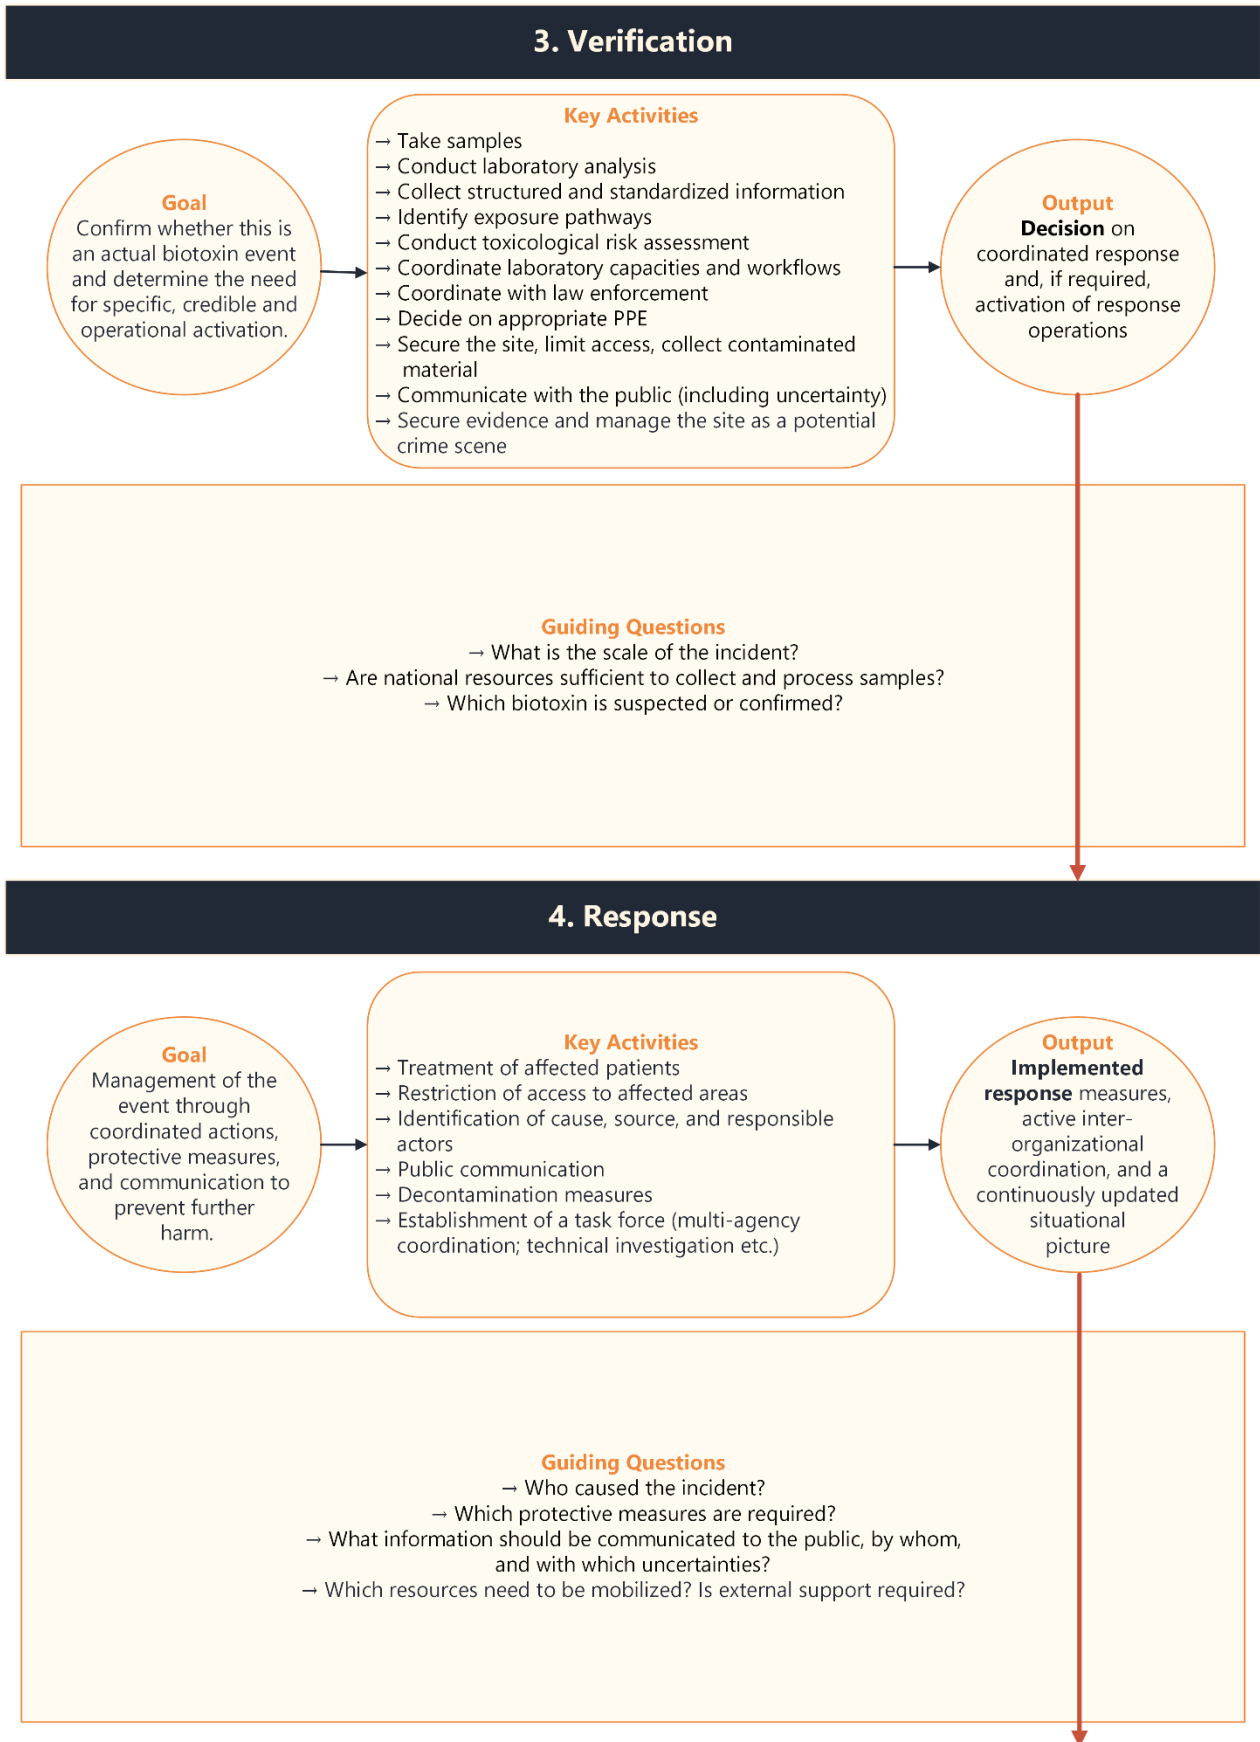 3. Verification
Goal
Confirm whether this is
an actual biotoxin event
and determine the need
for specific, credible and
operational activation.
Key Activities
→ Take samples
→ Conduct laboratory analysis
→ Collect structured and standardized information
→ Identify exposure pathways
→ Conduct toxicological risk assessment
→ Coordinate laboratory capacities and workflows
→ Coordinate with law enforcement
→ Decide on appropriate PPE
→ Secure the site, limit access, collect contaminated
material
→ Communicate with the public (including uncertainty)
→ Secure evidence and manage the site as a potential
crime scene
Output
Decision on
coordinated response
and, if required,
activation of response
operations
Guiding Questions
→ What is the scale of the incident?
→ Are national resources sufficient to collect and process samples?
→ Which biotoxin is suspected or confirmed?
4. Response
Goal
Management of the
event through
coordinated actions,
protective measures,
and communication to
prevent further
harm.
Key Activities
→ Treatment of affected patients
→ Restriction of access to affected areas
→ Identification of cause, source, and responsible
actors
→ Public communication
→ Decontamination measures
→ Establishment of a task force (multi-agency
coordination; technical investigation etc.)
Output
Implemented
response measures,
active inter-
organizational
coordination, and a
continuously updated
situational
picture
Guiding Questions
→ Who caused the incident?
→ Which protective measures are required?
→ What information should be communicated to the public, by whom,
and with which uncertainties?
→ Which resources need to be mobilized? Is external support required?